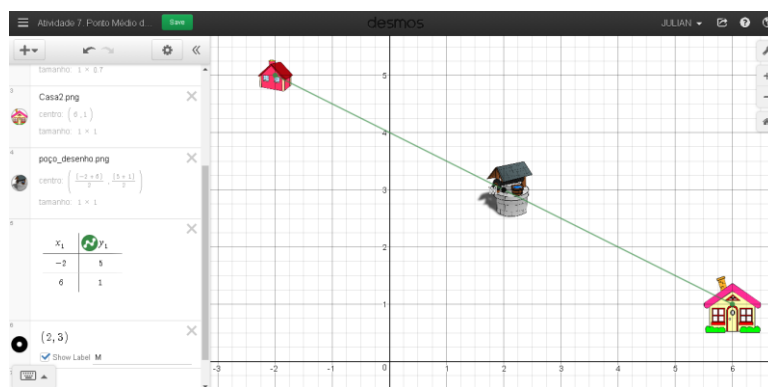 Atividade 7. Ponto Médio d...
Save
desmos
JULIAN
tamanho: 1 × 0.7
Casa2.png
centro: (6, 1)
tamanho: 1 × 1
poço_desenho.png
centro: ((-2+6)/2, (5+1)/2)
tamanho: 1 × 1
x₁ y₁
-2 5
6 1
(2,3)
Show Label M
5
4
3
2
1
-3 -2 -1 0 1 2 3 4 5 6